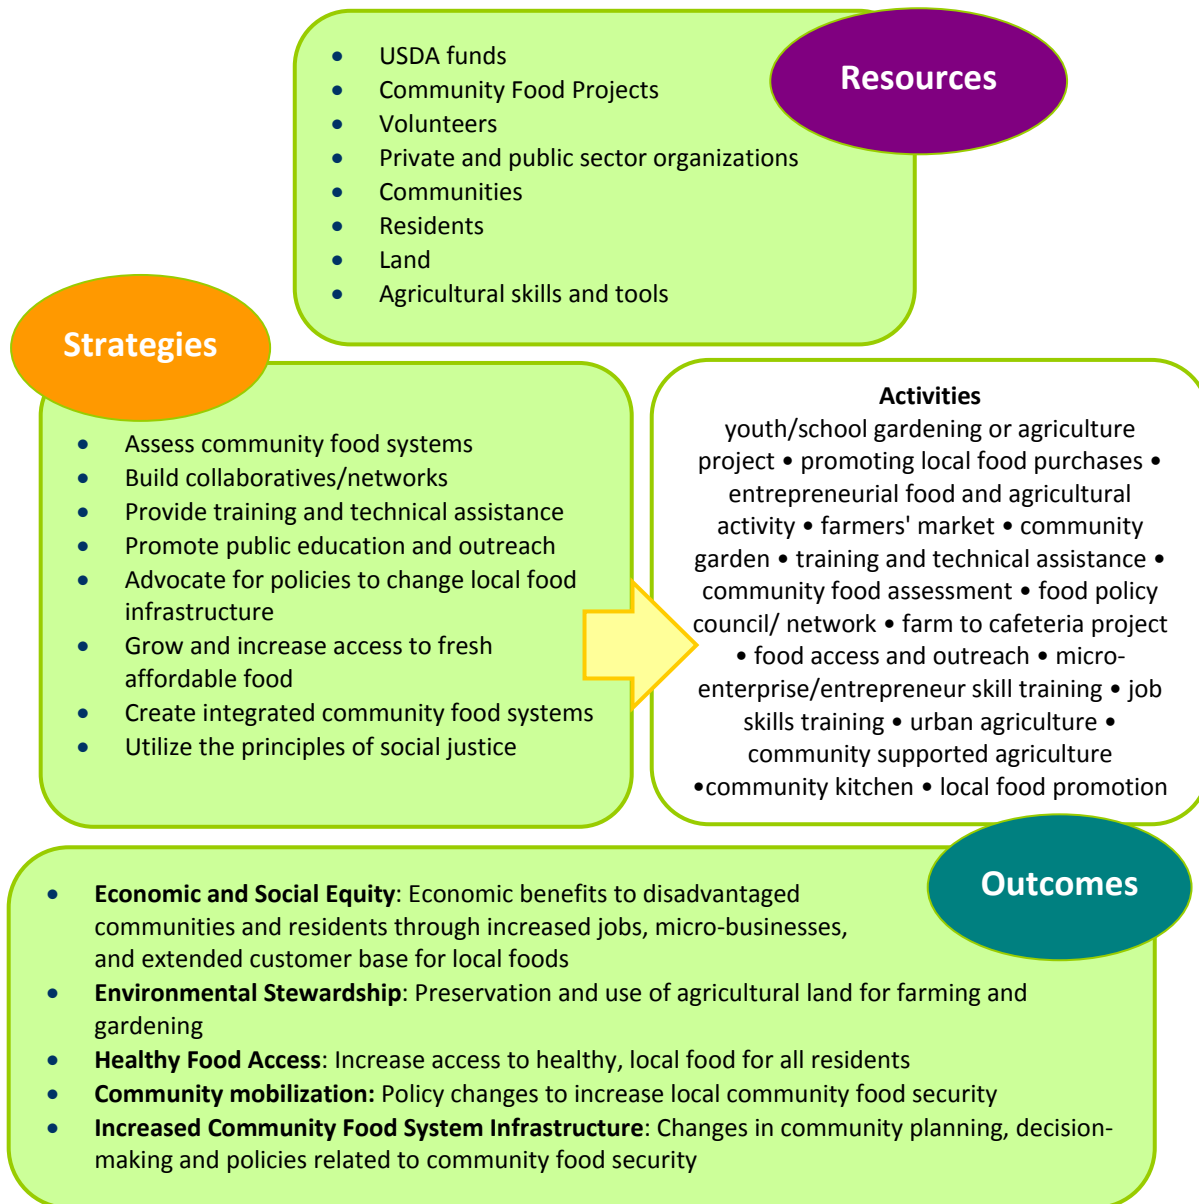 Resources
• USDA funds
• Community Food Projects
• Volunteers
• Private and public sector organizations
• Communities
• Residents
• Land
• Agricultural skills and tools
Strategies
• Assess community food systems
• Build collaboratives/networks
• Provide training and technical assistance
• Promote public education and outreach
• Advocate for policies to change local food
infrastructure
• Grow and increase access to fresh
affordable food
• Create integrated community food systems
• Utilize the principles of social justice
Activities
youth/school gardening or agriculture
project • promoting local food purchases •
entrepreneurial food and agricultural
activity • farmers' market • community
garden • training and technical assistance •
community food assessment • food policy
council/ network • farm to cafeteria project
• food access and outreach • micro-
enterprise/entrepreneur skill training • job
skills training • urban agriculture •
community supported agriculture
•community kitchen • local food promotion
Outcomes
• Economic and Social Equity: Economic benefits to disadvantaged
communities and residents through increased jobs, micro-businesses,
and extended customer base for local foods
• Environmental Stewardship: Preservation and use of agricultural land for farming and
gardening
• Healthy Food Access: Increase access to healthy, local food for all residents
• Community mobilization: Policy changes to increase local community food security
• Increased Community Food System Infrastructure: Changes in community planning, decision-
making and policies related to community food security